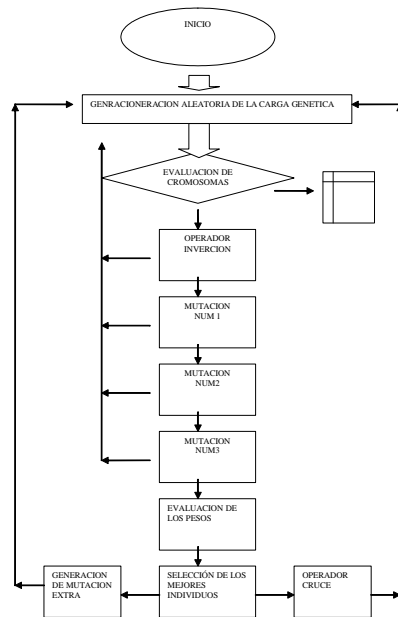 INICIO
GENRACIONERACION ALEATORIA DE LA CARGA GENETICA
EVALUACION DE
CROMOSOMAS
OPERADOR
INVERCION
MUTACION
NUM 1
MUTACION
NUM2
MUTACION
NUM3
EVALUACION DE
LOS PESOS
GENERACION
DE MUTACION
EXTRA
SELECCIÓN DE LOS
MEJORES
INDIVIDUOS
OPERADOR
CRUCE